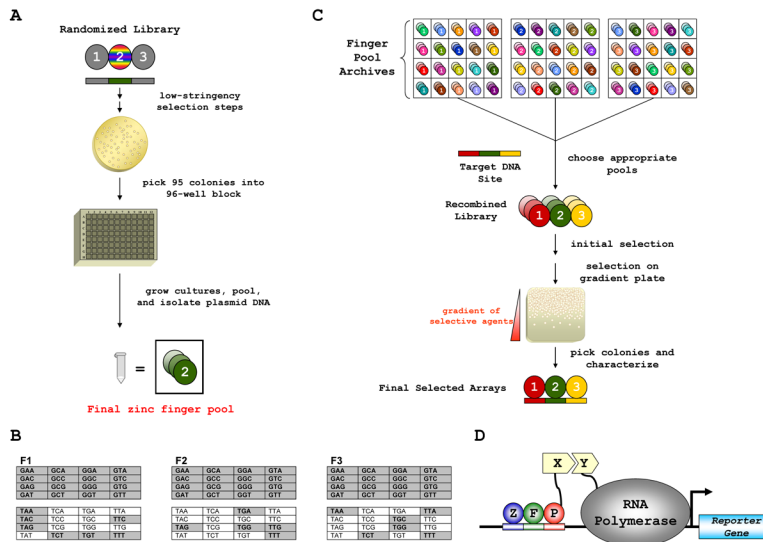 A
Randomized Library
1 2 3
low-stringency
selection steps
pick 95 colonies into
96-well block
grow cultures, pool,
and isolate plasmid DNA
=
2
Final zinc finger pool
C
Finger
Pool
Archives
Target DNA
Site
choose appropriate
pools
Recombined
Library
1 2 3
initial selection
selection on
gradient plate
gradient of
selective agents
pick colonies and
characterize
Final Selected Arrays
1 2 3
B
F1
GAA GCA GGA GTA
GAC GCC GGC GTC
GAG GCG GGG GTG
GAT GCT GGT GTT
TAA TCA TGA TTA
TAC TCC TGC TTC
TAG TCG TGG TTG
TAT TCT TGT TTT
F2
GAA GCA GGA GTA
GAC GCC GGC GTC
GAG GCG GGG GTG
GAT GCT GGT GTT
TAA TCA TGA TTA
TAC TCC TGC TTC
TAG TCG TGG TTG
TAT TCT TGT TTT
F3
GAA GCA GGA GTA
GAC GCC GGC GTC
GAG GCG GGG GTG
GAT GCT GGT GTT
TAA TCA TGA TTA
TAC TCC TGC TTC
TAG TCG TGG TTG
TAT TCT TGT TTT
D
X Y
Z F P
RNA
Polymerase
Reporter
Gene